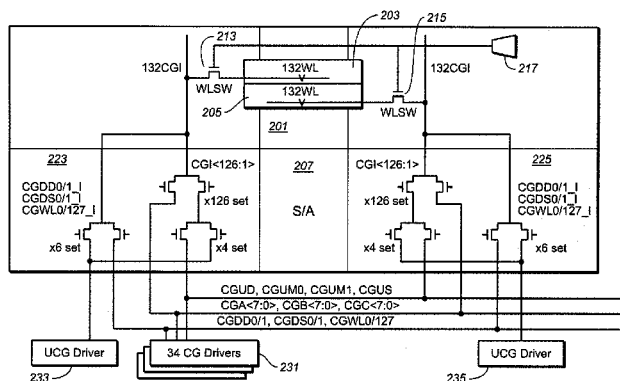 203
213
215
132CGI
132WL
132WL
WLSW
WLSW
132CGI
217
205
201
223
CGI<126:1>
207
CGI<126:1>
225
CGDD0/1_I
CGDS0/1_I
CGWL0/127_I
x126 set
S/A
x126 set
CGDD0/1_I
CGDS0/1_I
CGWL0/127_I
x6 set
x4 set
x4 set
x6 set
CGUD, CGUM0, CGUM1, CGUS
CGA<7:0>, CGB<7:0>, CGC<7:0>
CGDD0/1, CGDS0/1, CGWL0/127
UCG Driver
34 CG Drivers
UCG Driver
233
231
235